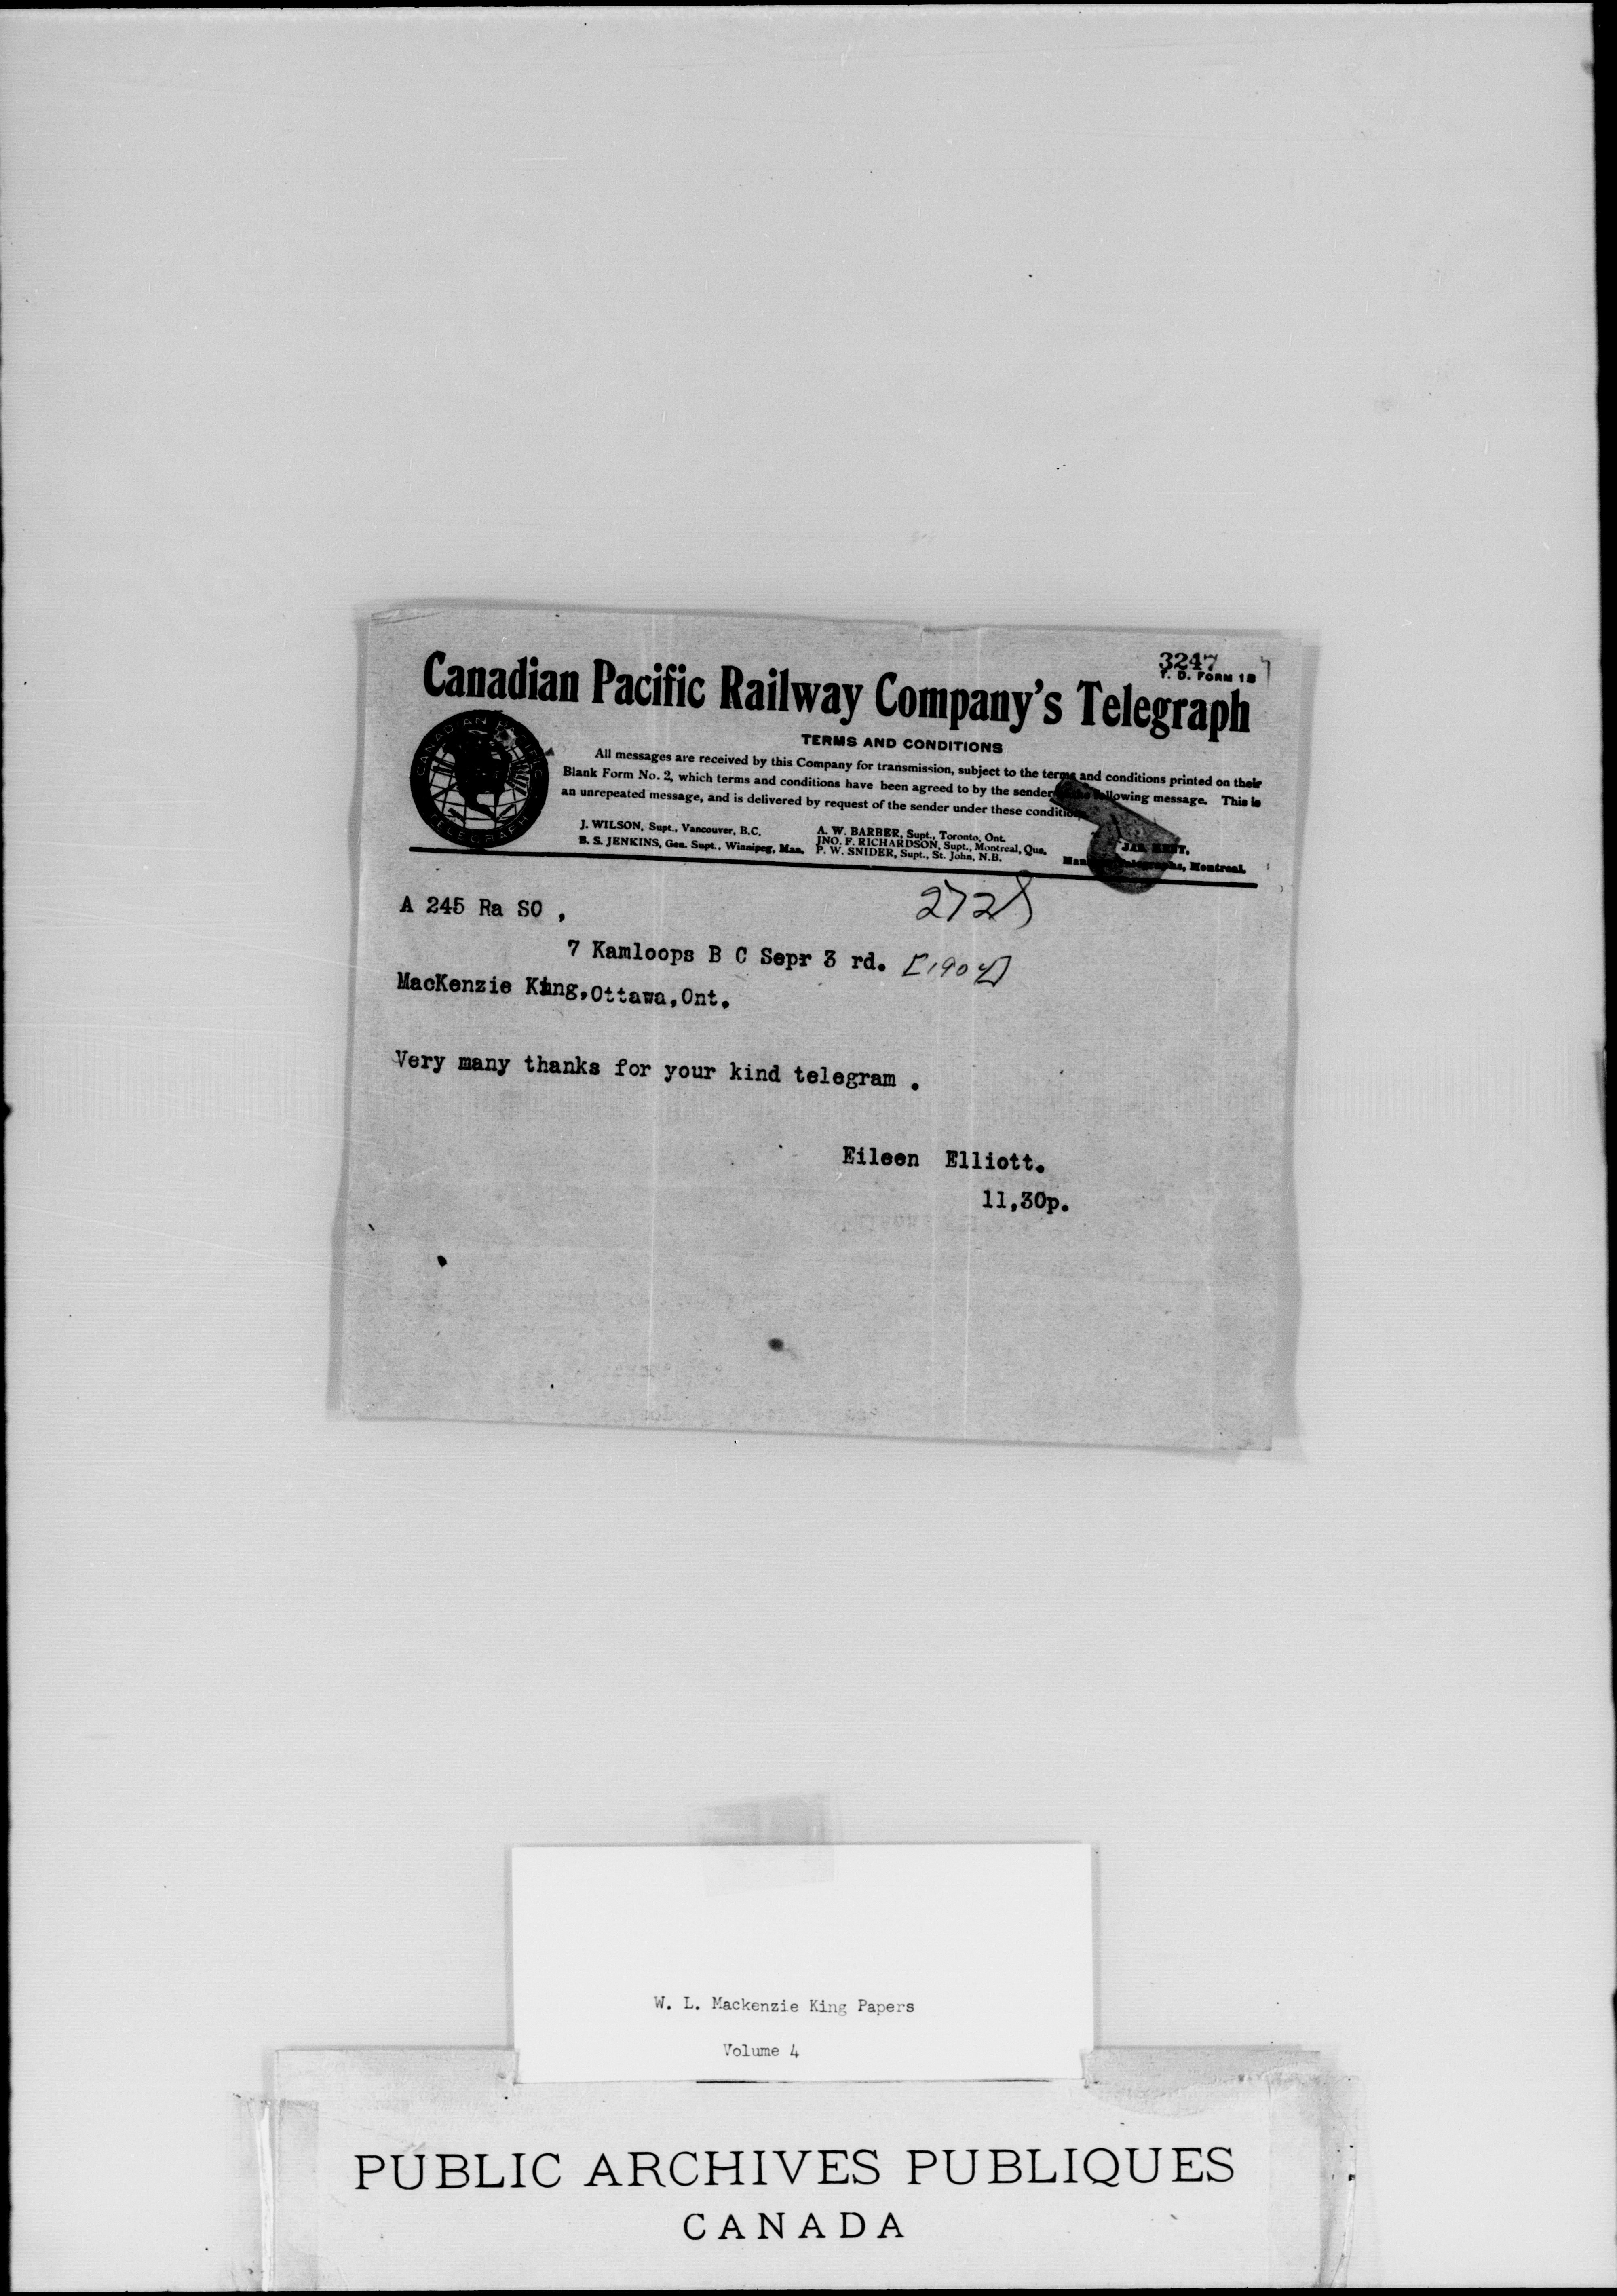 3247
T. D. FORM 1 B
Canadian Pacific Railway Company's Telegraph
CANADIAN PACIFIC
TELEGRAPH
TERMS AND CONDITIONS
All messages are received by this Company for transmission, subject to the terms and conditions printed on their
Blank Form No. 2, which terms and conditions have been agreed to by the sender following message. This is
an unrepeated message, and is delivered by request of the sender under these conditions.
J. WILSON, Supt., Vancouver, B.C.
B. S. JENKINS, Gen. Supt., Winnipeg, Man.
A. W. BARBER, Supt., Toronto, Ont.
JNO. F. RICHARDSON, Supt., Montreal, Que.
P. W. SNIDER, Supt., St. John, N.B.
JAS. KENT,
Montreal.
A 245 Ra SO ,
7 Kamloops B C Sepr 3 rd. [1904]
MacKenzie King,Ottawa,Ont.
Very many thanks for your kind telegram .
Eileen Elliott.
11,30p.
W. L. Mackenzie King Papers
Volume 4
PUBLIC ARCHIVES PUBLIQUES
CANADA